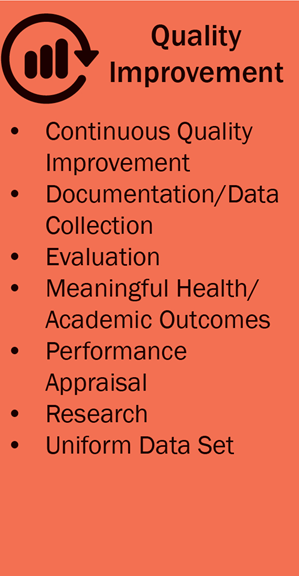 Quality
Improvement
• Continuous Quality
Improvement
• Documentation/Data
Collection
• Evaluation
• Meaningful Health/
Academic Outcomes
• Performance
Appraisal
• Research
• Uniform Data Set